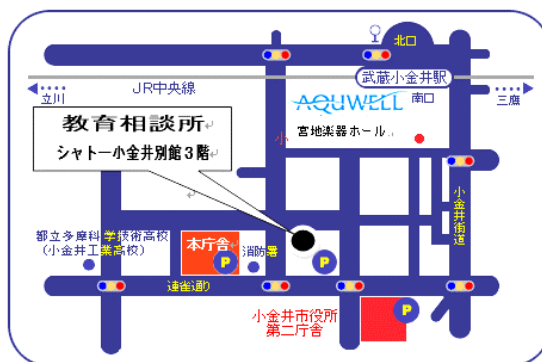 北口
武蔵小金井駅
JR中央線
立川
南口
三鷹
AQUWELL
教育相談所
シャトー小金井別館3階
小
宮地楽器ホール
小金井街道
都立多摩科学技術高校
(小金井工業高校)
本庁舎
消防署
P
P
連雀通り
小金井市役所
第二庁舎
P